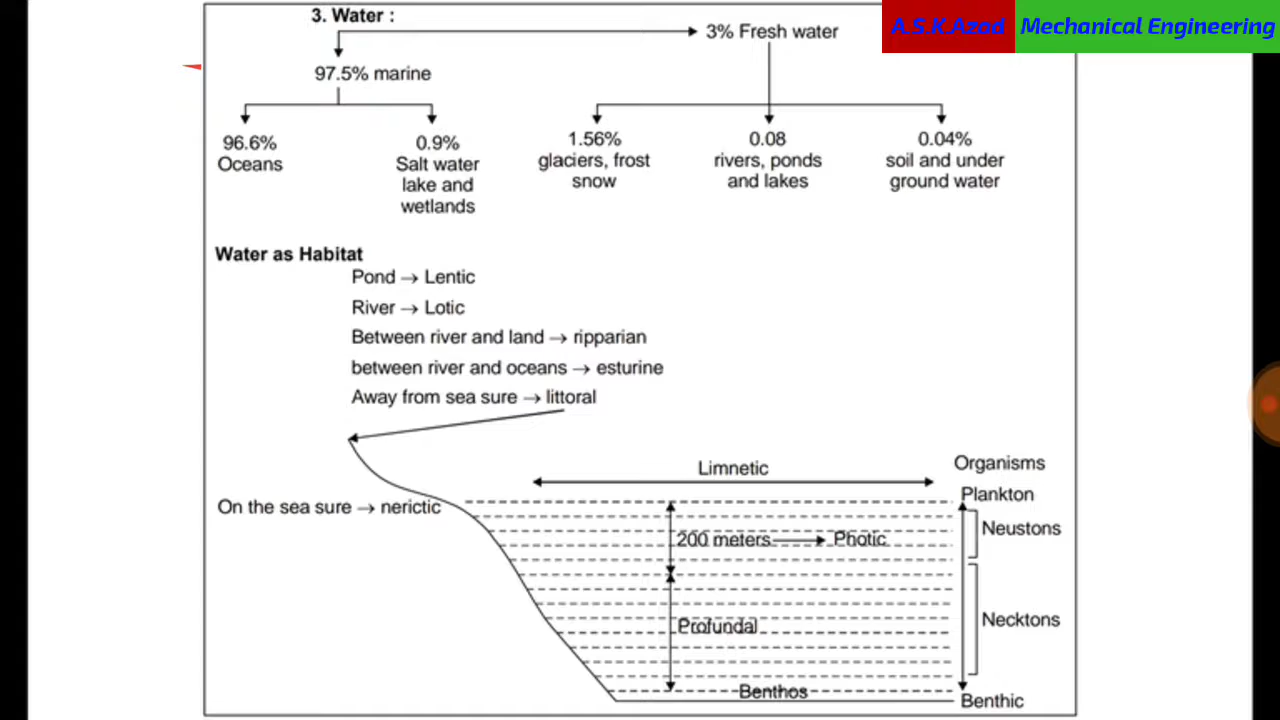 3. Water :
A.S.K.Azad Mechanical Engineering
3% Fresh water
97.5% marine
96.6%
Oceans
0.9%
Salt water
lake and
wetlands
1.56%
glaciers, frost
snow
0.08
rivers, ponds
and lakes
0.04%
soil and under
ground water
Water as Habitat
Pond → Lentic
River → Lotic
Between river and land → ripparian
between river and oceans → esturine
Away from sea sure → littoral
On the sea sure → nerictic
Limnetic
200 meters → Photic
Profundal
Benthos
Organisms
Plankton
Neustons
Necktons
Benthic